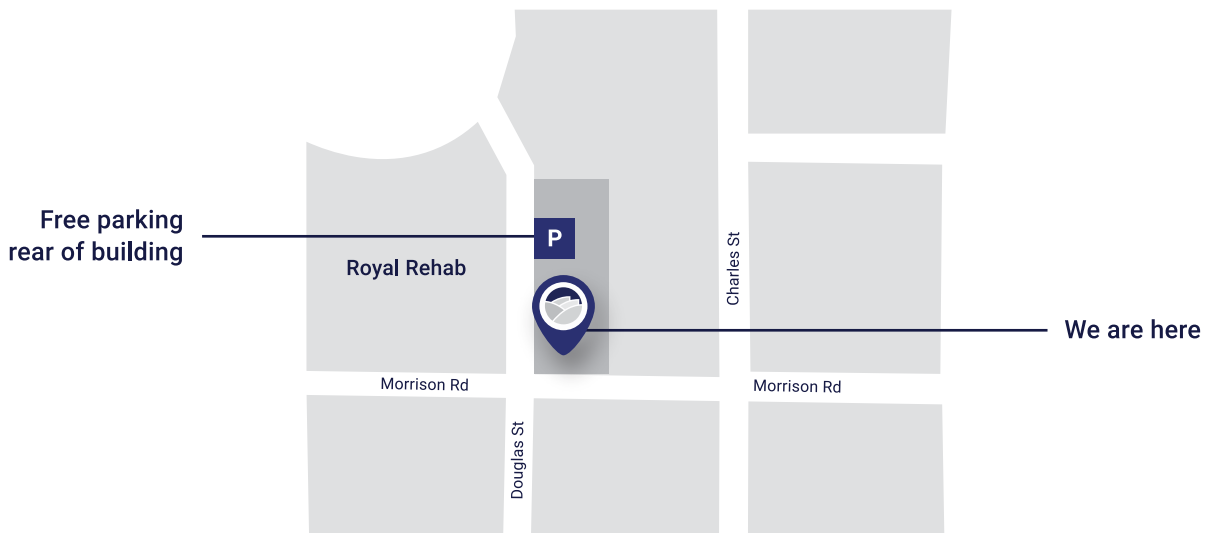 Free parking
rear of building
P
Royal Rehab
Charles St
We are here
Morrison Rd
Morrison Rd
Douglas St